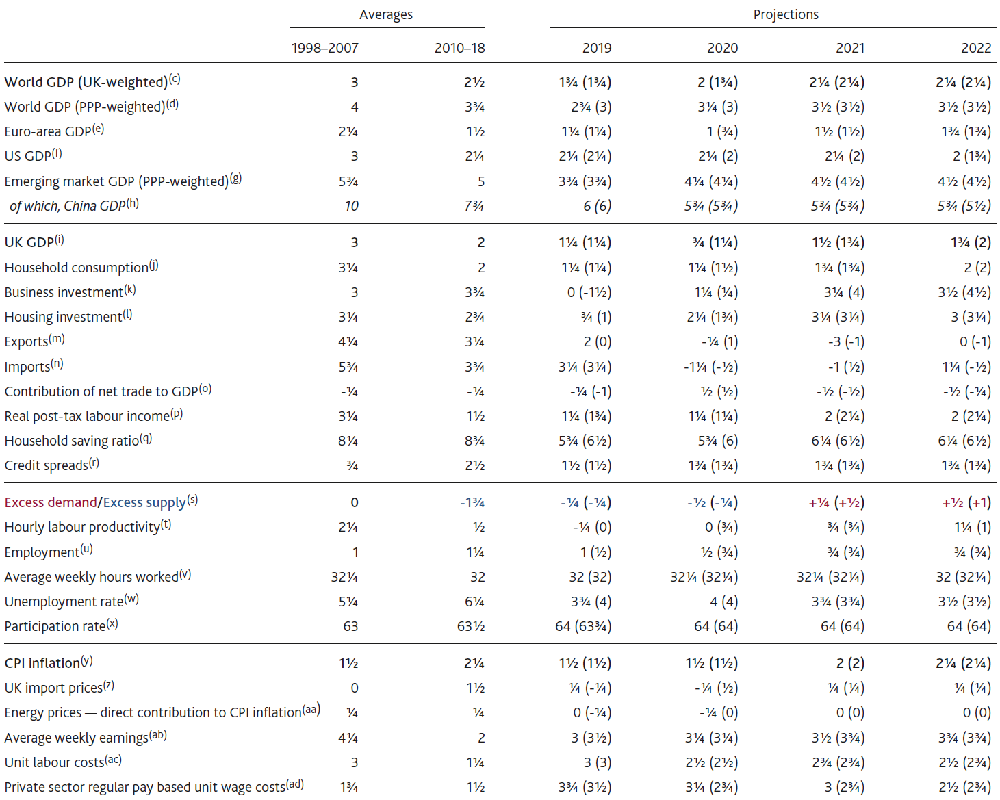 Averages Projections
1998–2007 2010–18 2019 2020 2021 2022
World GDP (UK-weighted)(c) 3 2½ 1¾ (1¾) 2 (1¾) 2¼ (2¼) 2¼ (2¼)
World GDP (PPP-weighted)(d) 4 3¾ 2¾ (3) 3¼ (3) 3½ (3½) 3½ (3½)
Euro-area GDP(e) 2¼ 1½ 1¼ (1¼) 1 (¾) 1½ (1½) 1¾ (1¾)
US GDP(f) 3 2¼ 2¼ (2¼) 2¼ (2) 2¼ (2) 2 (1¾)
Emerging market GDP (PPP-weighted)(g) 5¾ 5 3¾ (3¾) 4¼ (4¼) 4½ (4½) 4½ (4½)
of which, China GDP(h) 10 7¾ 6 (6) 5¾ (5¾) 5¾ (5¾) 5¾ (5½)
UK GDP(i) 3 2 1¼ (1¼) ¾ (1¼) 1½ (1¾) 1¾ (2)
Household consumption(j) 3¼ 2 1¼ (1¼) 1¼ (1½) 1¾ (1¾) 2 (2)
Business investment(k) 3 3¾ 0 (-1½) 1¼ (¼) 3¼ (4) 3½ (4½)
Housing investment(l) 3¼ 2¾ ¾ (1) 2¼ (1¾) 3¼ (3¼) 3 (3¼)
Exports(m) 4¼ 3¼ 2 (0) -¼ (1) -3 (-1) 0 (-1)
Imports(n) 5¾ 3¾ 3¼ (3¼) -1¼ (-½) -1 (½) 1¼ (-½)
Contribution of net trade to GDP(o) -¼ -¼ -¼ (-1) ½ (½) -½ (-½) -½ (-¼)
Real post-tax labour income(p) 3¼ 1½ 1¼ (1¾) 1¼ (1¼) 2 (2¼) 2 (2¼)
Household saving ratio(q) 8¼ 8¾ 5¾ (6½) 5¾ (6) 6¼ (6½) 6¼ (6½)
Credit spreads(r) ¾ 2½ 1½ (1½) 1¾ (1¾) 1¾ (1¾) 1¾ (1¾)
Excess demand/Excess supply(s) 0 -1¾ -¼ (-¼) -½ (-¼) +¼ (+½) +½ (+1)
Hourly labour productivity(t) 2¼ ½ -¼ (0) 0 (¾) ¾ (¾) 1¼ (1)
Employment(u) 1 1¼ 1 (½) ½ (¾) ¾ (¾) ¾ (¾)
Average weekly hours worked(v) 32¼ 32 32 (32) 32¼ (32¼) 32¼ (32¼) 32 (32¼)
Unemployment rate(w) 5¼ 6¼ 3¾ (4) 4 (4) 3¾ (3¾) 3½ (3½)
Participation rate(x) 63 63½ 64 (63¾) 64 (64) 64 (64) 64 (64)
CPI inflation(y) 1½ 2¼ 1½ (1½) 1½ (1½) 2 (2) 2¼ (2¼)
UK import prices(z) 0 1½ ¼ (-¼) -¼ (½) ¼ (¼) ¼ (¼)
Energy prices — direct contribution to CPI inflation(aa) ¼ ¼ 0 (-¼) -¼ (0) 0 (0) 0 (0)
Average weekly earnings(ab) 4¼ 2 3 (3½) 3¼ (3¼) 3½ (3¾) 3¾ (3¾)
Unit labour costs(ac) 3 1¼ 3 (3) 2½ (2½) 2¾ (2¾) 2½ (2¾)
Private sector regular pay based unit wage costs(ad) 1¾ 1½ 3¾ (3½) 3¼ (2¾) 3 (2¾) 2½ (2¾)